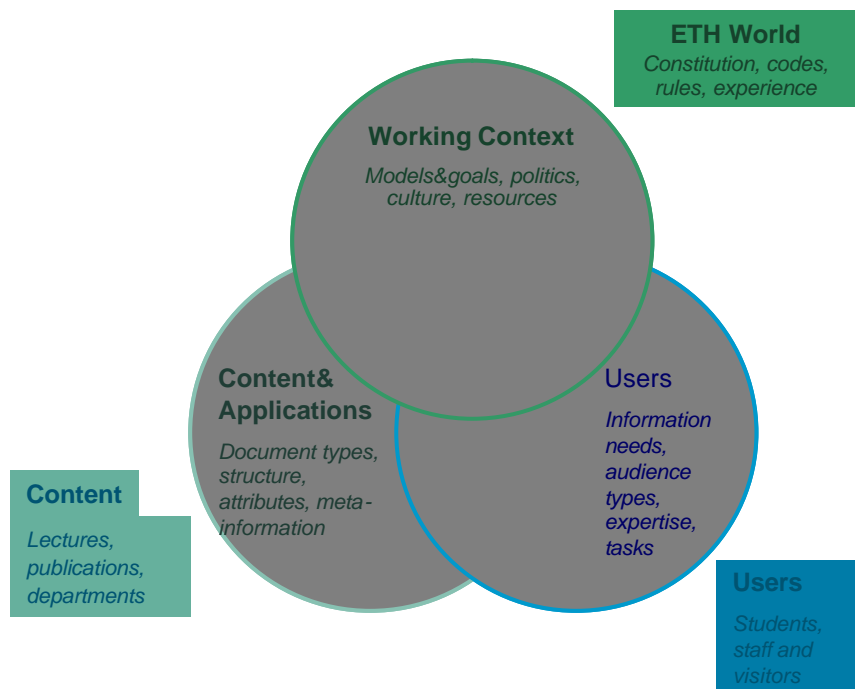 ETH World
Constitution, codes,
rules, experience
Working Context
Models&goals, politics,
culture, resources
Content&
Applications
Document types,
structure,
attributes, meta-
information
Users
Information
needs,
audience
types,
expertise,
tasks
Content
Lectures,
publications,
departments
Users
Students,
staff and
visitors